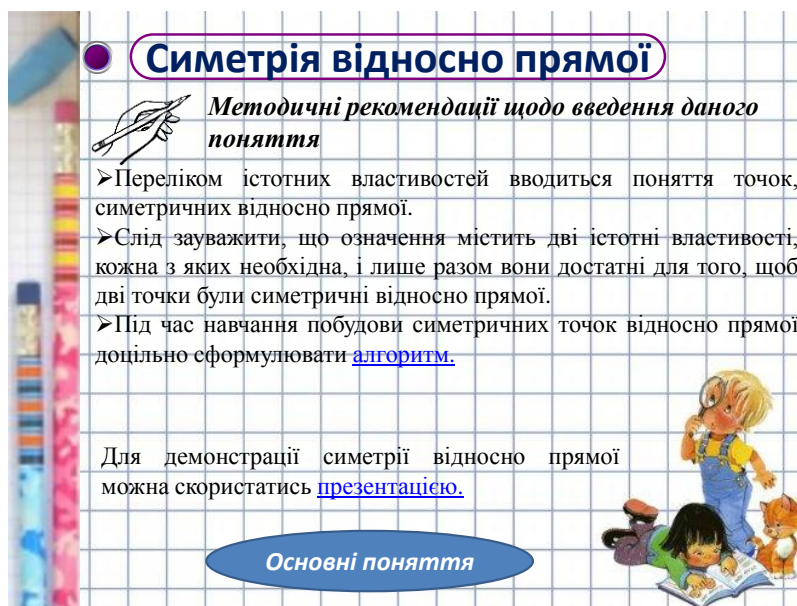 Симетрія відносно прямої
Методичні рекомендації щодо введення даного
поняття
➢Переліком істотних властивостей вводиться поняття точок,
симетричних відносно прямої.
➢Слід зауважити, що означення містить дві істотні властивості,
кожна з яких необхідна, і лише разом вони достатні для того, щоб
дві точки були симетричні відносно прямої.
➢Під час навчання побудови симетричних точок відносно прямої
доцільно сформулювати алгоритм.
Для демонстрації симетрії відносно прямої
можна скористатись презентацією.
Основні поняття